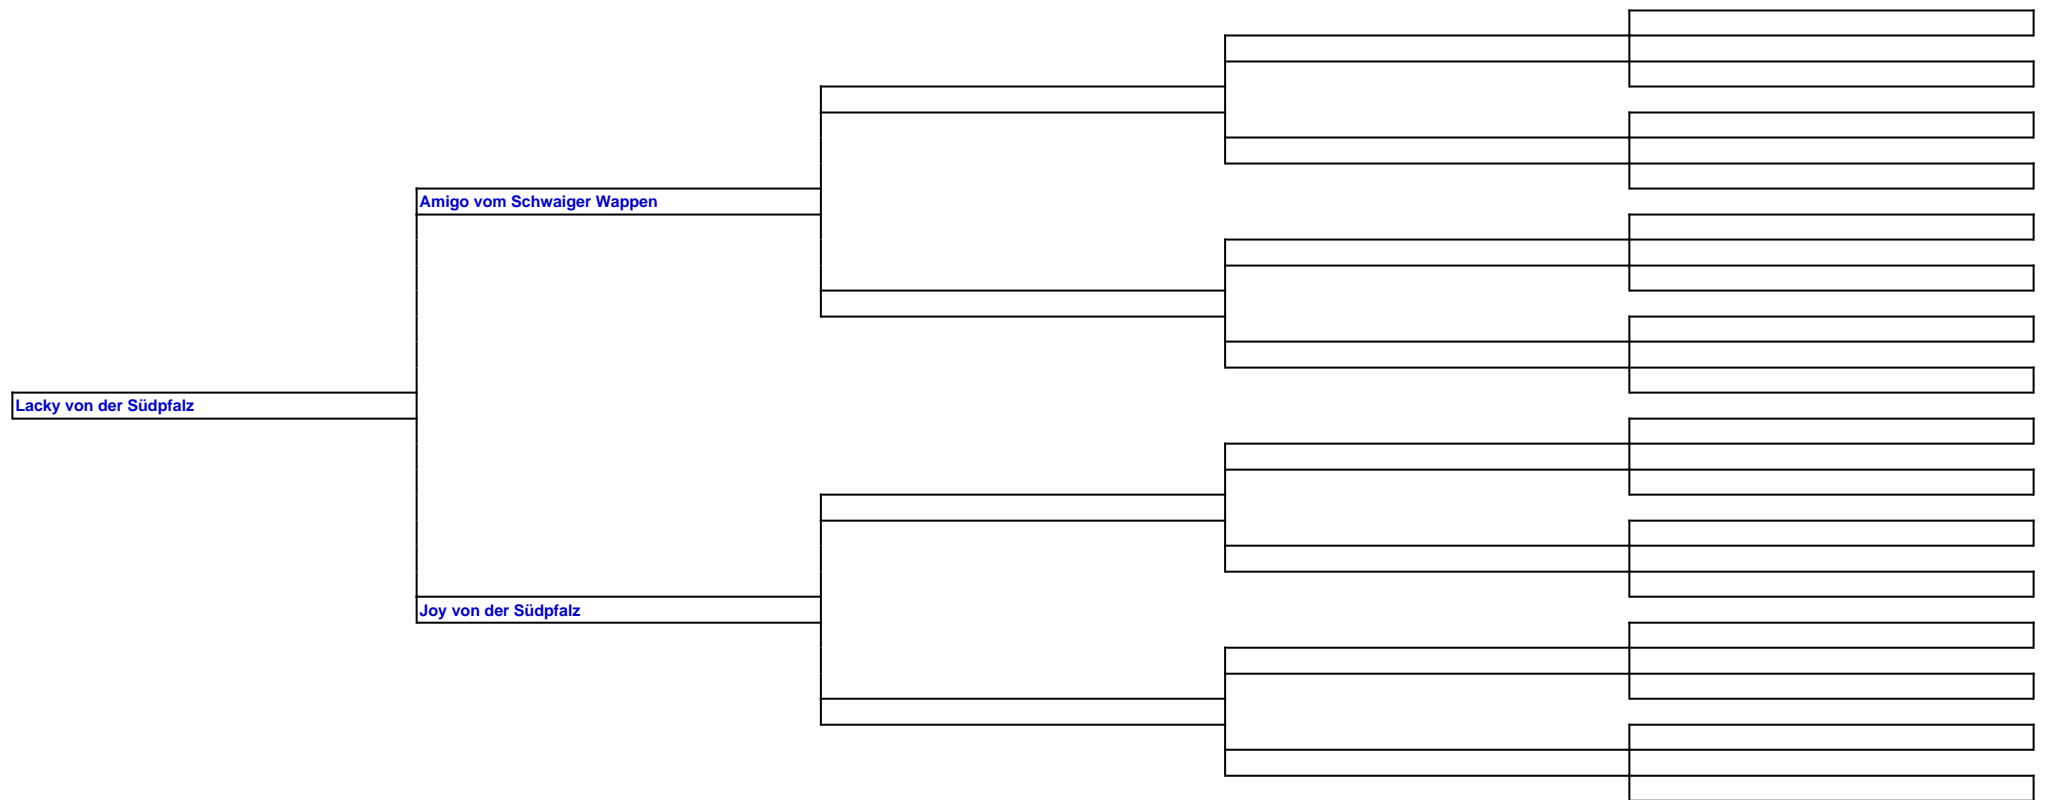 Amigo vom Schwaiger Wappen
Lacky von der Südpfalz
Joy von der Südpfalz